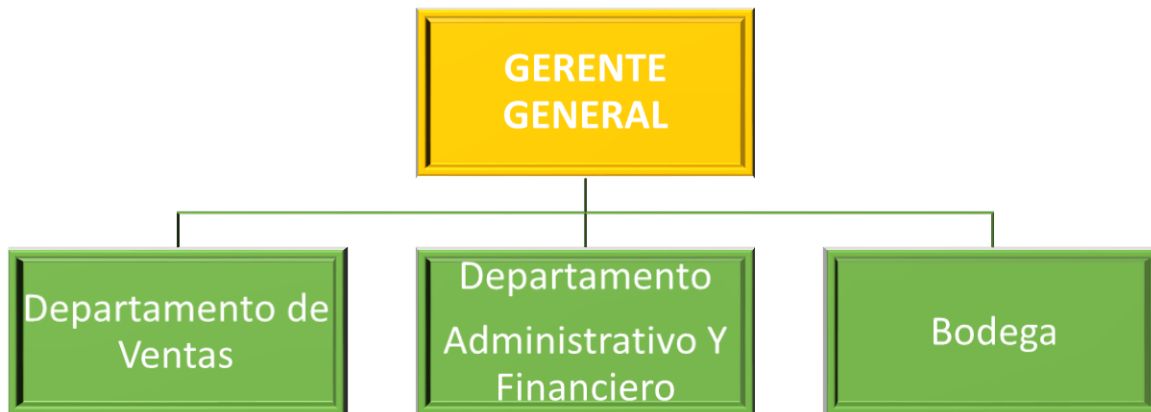 GERENTE
GENERAL
Departamento de
Ventas
Departamento
Administrativo Y
Financiero
Bodega